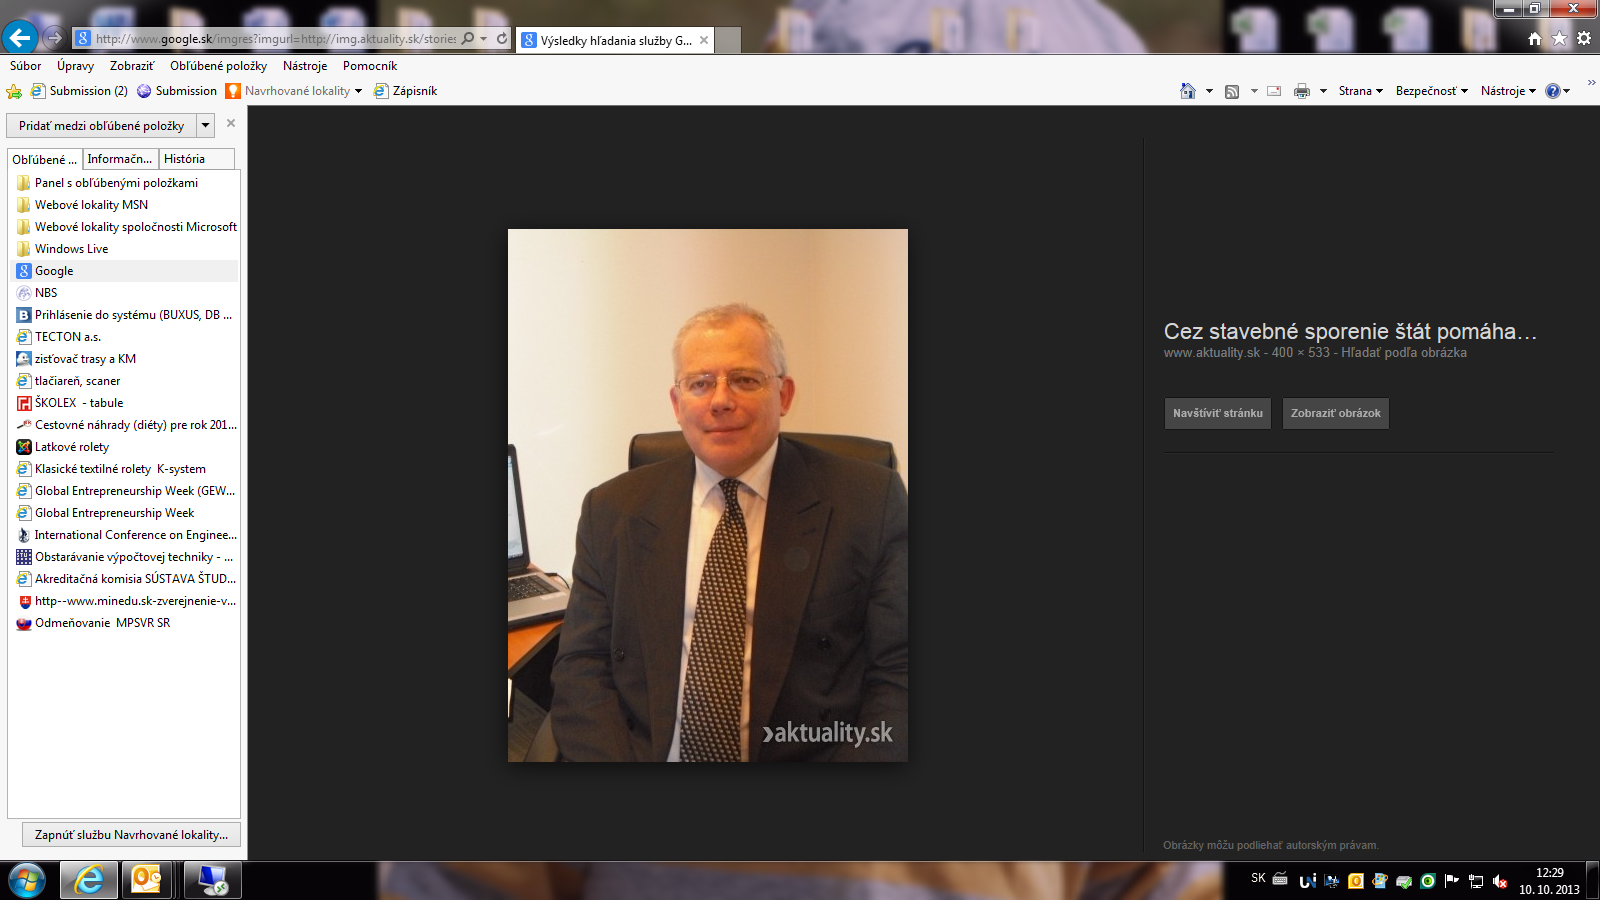 http://www.google.sk/imgres?imgurl=http://img.aktuality.sk/stories
Výsledky hľadania služby G...
Súbor Úpravy Zobraziť Obľúbené položky Nástroje Pomocník
Submission (2) Submission Navrhované lokality Zápisník
Strana Bezpečnosť Nástroje
Pridať medzi obľúbené položky
Obľúbené ... Informačn... História
Panel s obľúbenými položkami
Webové lokality MSN
Webové lokality spoločnosti Microsoft
Windows Live
Google
NBS
Prihlásenie do systému (BUXUS, DB ...
TECTON a.s.
zisťovač trasy a KM
tlačiareň, scaner
ŠKOLEX - tabule
Cestovné náhrady (diéty) pre rok 201...
Latkové rolety
Klasické textilné rolety K-system
Global Entrepreneurship Week (GEW...
Global Entrepreneurship Week
International Conference on Enginee...
Obstarávanie výpočtovej techniky - ...
Akreditačná komisia SÚSTAVA ŠTUD...
http--www.minedu.sk-zverejnenie-v...
Odmeňovanie MPSVR SR
Zapnúť službu Navrhované lokality...
aktuality.sk
Cez stavebné sporenie štát pomáha…
www.aktuality.sk - 400 × 533 - Hľadať podľa obrázka
Navštíviť stránku Zobraziť obrázok
Obrázky môžu podliehať autorským právam.
SK
12:29
10. 10. 2013